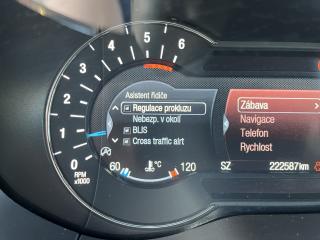 6
5
4
3
2
1
0
RPM
x1000
Asistent řidiče
Regulace prokluzu
Nebezp. v okolí
BLIS
Cross traffic alrt
60
°C
120
Zábava
Navigace
Telefon
Rychlost
SZ
222587km